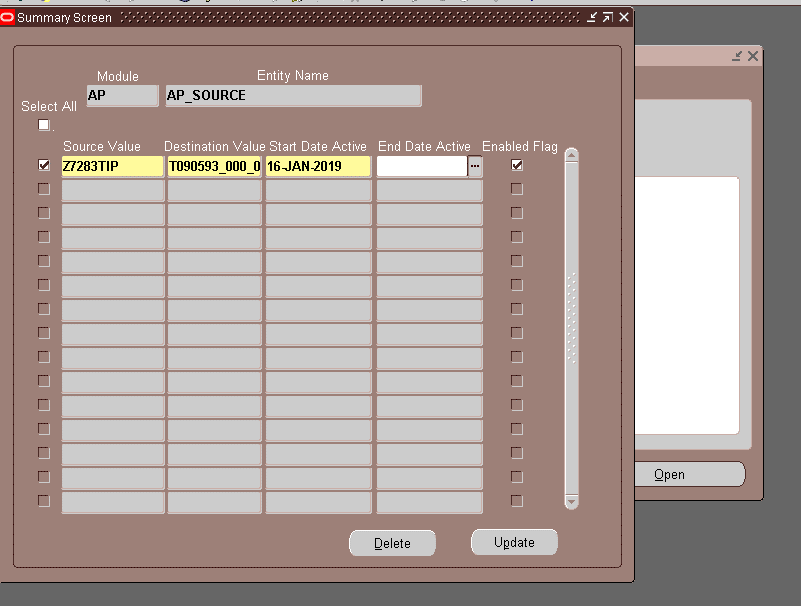 Summary Screen
Module
Entity Name
AP
AP_SOURCE
Select All
Source Value Destination Value Start Date Active End Date Active Enabled Flag
Z7283TIP T090593_000_0 16-JAN-2019 ...
Delete
Update
Open